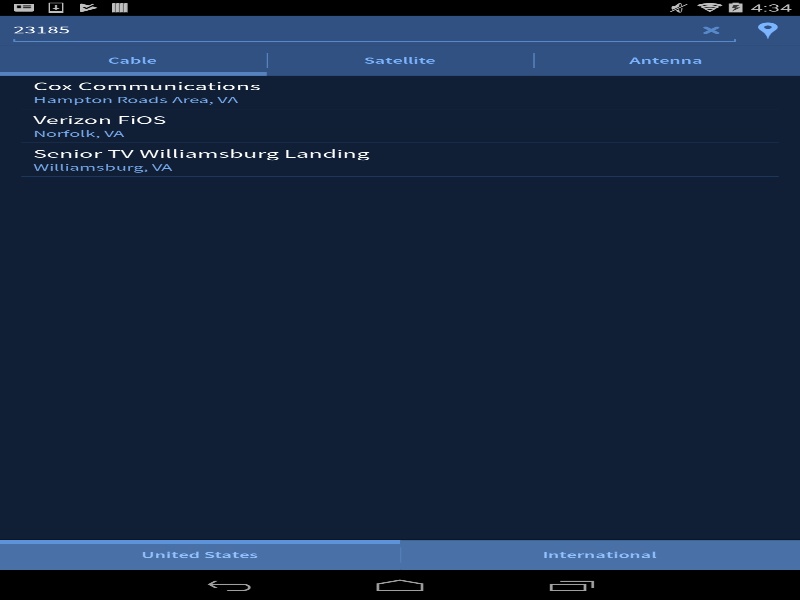 4:34
23185
Cable
Satellite
Antenna
Cox Communications
Hampton Roads Area, VA
Verizon FiOS
Norfolk, VA
Senior TV Williamsburg Landing
Williamsburg, VA
United States
International